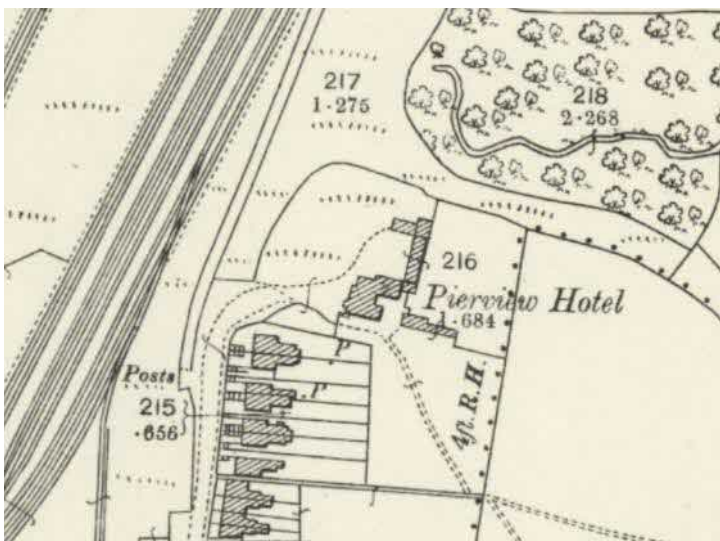 217
1·275
218
2·268
216
Pierview Hotel
1·684
P
Posts
P
215
·656
4ft. R.H.